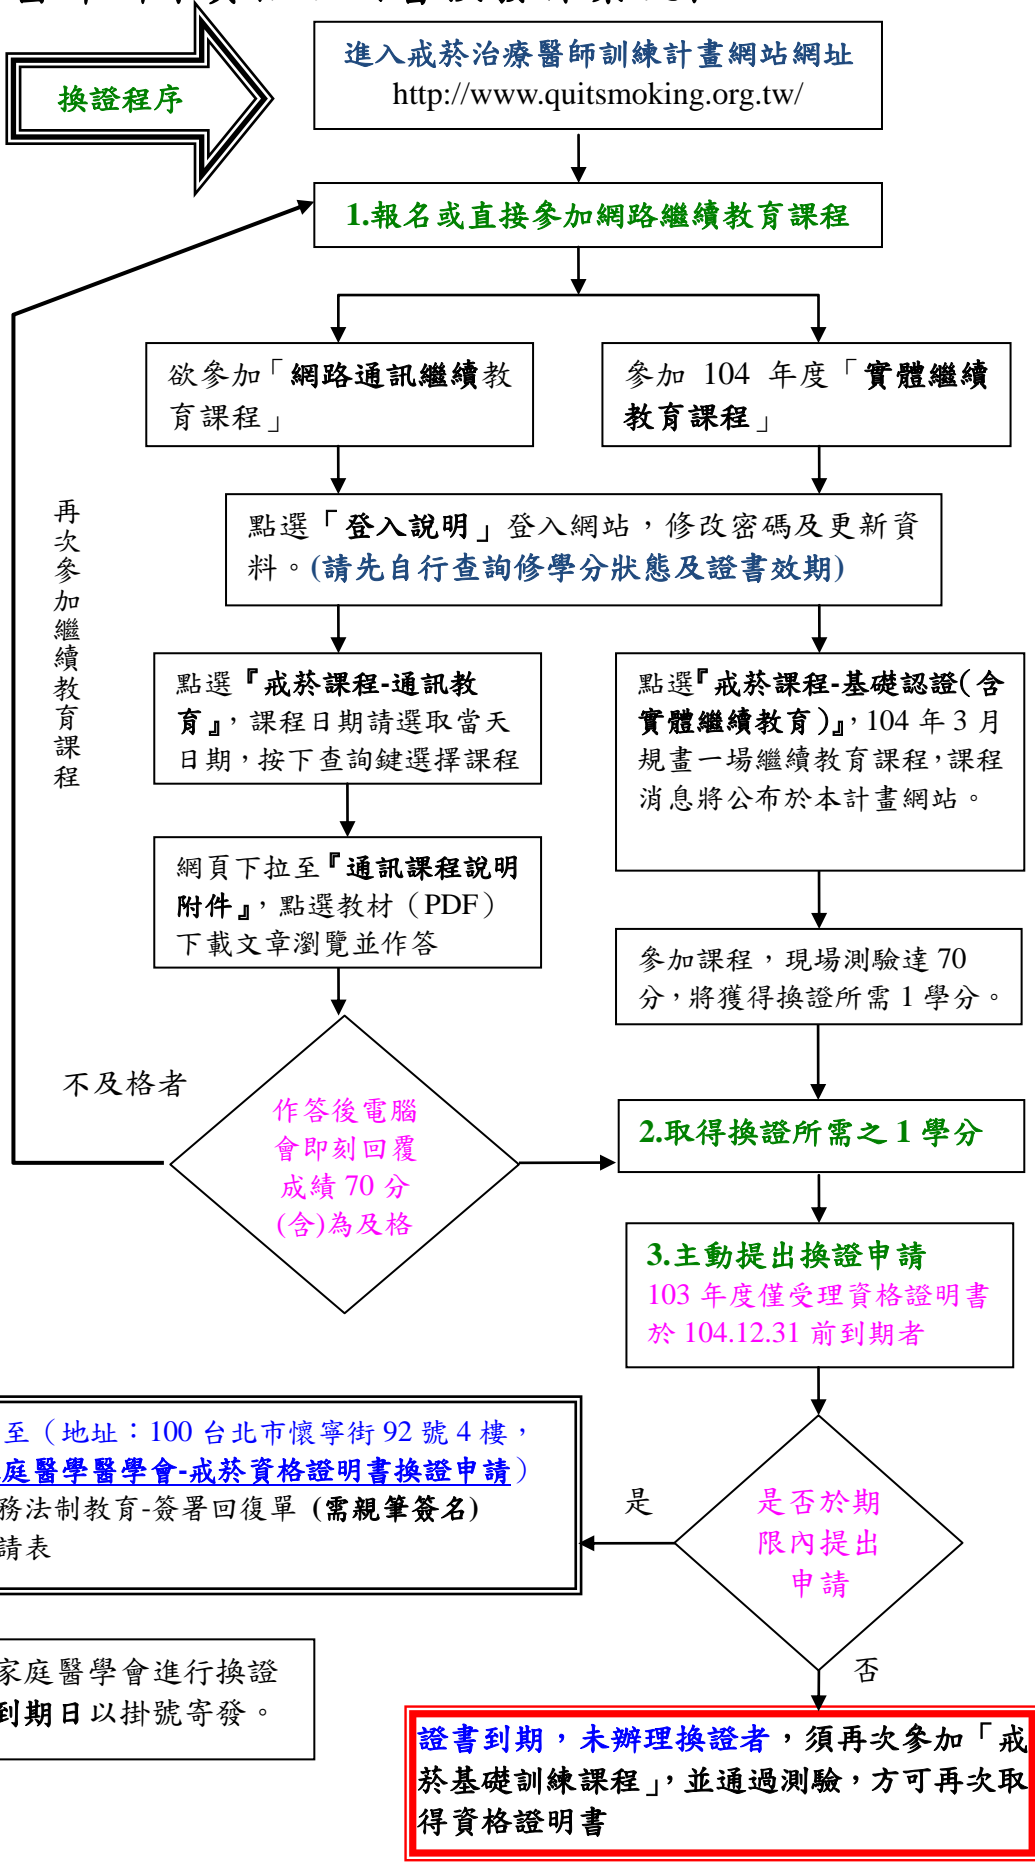 換證程序
進入戒菸治療醫師訓練計畫網站網址
http://www.quitsmoking.org.tw/
1.報名或直接參加網路繼續教育課程
欲參加「網路通訊繼續教
育課程」
參加 104 年度「實體繼續
教育課程」
再次參加繼續教育課程
點選「登入說明」登入網站，修改密碼及更新資
料。(請先自行查詢修學分狀態及證書效期)
點選『戒菸課程-通訊教
育』，課程日期請選取當天
日期，按下查詢鍵選擇課程
點選『戒菸課程-基礎認證(含
實體繼續教育)』，104 年 3 月
規畫一場繼續教育課程，課程
消息將公布於本計畫網站。
網頁下拉至『通訊課程說明
附件』，點選教材（PDF）
下載文章瀏覽並作答
參加課程，現場測驗達 70
分，將獲得換證所需 1 學分。
不及格者
作答後電腦
會即刻回覆
成績 70 分
(含)為及格
2.取得換證所需之 1 學分
3.主動提出換證申請
103 年度僅受理資格證明書
於 104.12.31 前到期者
至（地址：100 台北市懷寧街 92 號 4 樓，
庭醫學醫學會-戒菸資格證明書換證申請）
務法制教育-簽署回復單 (需親筆簽名)
請表
是
是否於期
限內提出
申請
家庭醫學會進行換證
到期日以掛號寄發。
否
證書到期，未辦理換證者，須再次參加「戒
菸基礎訓練課程」，並通過測驗，方可再次取
得資格證明書